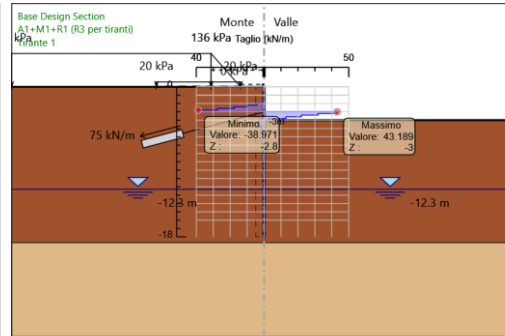 Base Design Section
A1+M1+R1 (R3 per tiranti)
Tirante 1
Monte Valle
kPa
136 kPa
Taglio (kN/m)
40
50
20 kPa
20 kPa
0
-3m
75 kN/m
Minimo
Valore: -38.971
Z : -2.8
Massimo
Valore: 43.189
Z : -3
-12.3 m
-12.3 m
-18